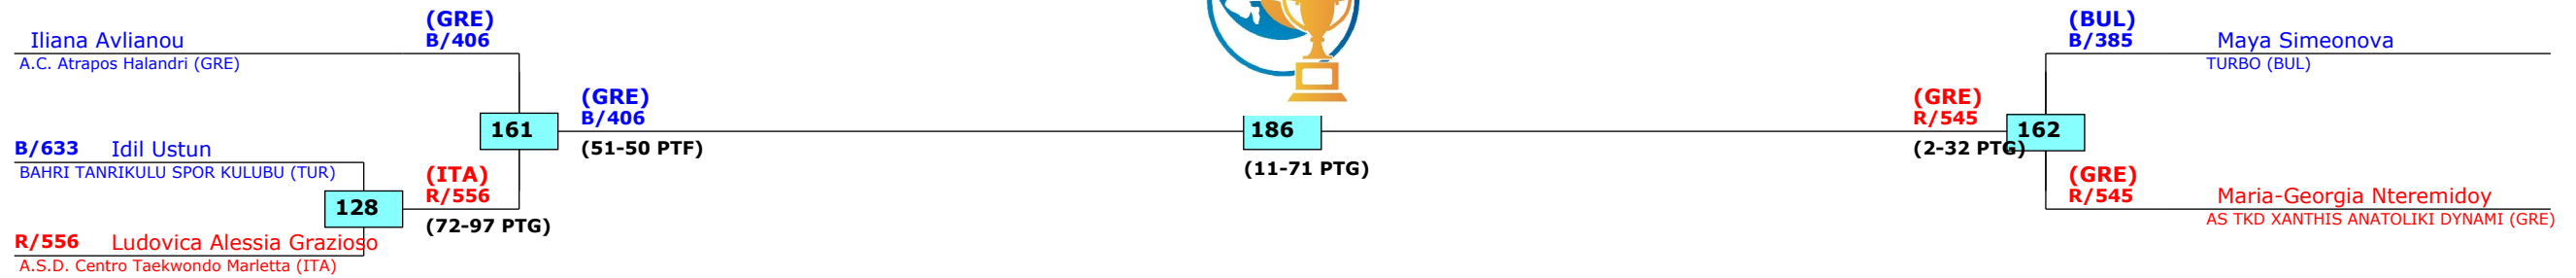 (GRE)
B/406
Iliana Avlianou
A.C. Atrapos Halandri (GRE)
161
(GRE)
B/406
(51-50 PTF)
B/633 Idil Ustun
BAHRI TANRIKULU SPOR KULUBU (TUR)
128
(ITA)
R/556
(72-97 PTG)
R/556 Ludovica Alessia Grazioso
A.S.D. Centro Taekwondo Marletta (ITA)
186
(11-71 PTG)
(BUL)
B/385
Maya Simeonova
TURBO (BUL)
(GRE)
R/545
162
(2-32 PTG)
(GRE)
R/545
Maria-Georgia Nteremidoy
AS TKD XANTHIS ANATOLIKI DYNAMI (GRE)